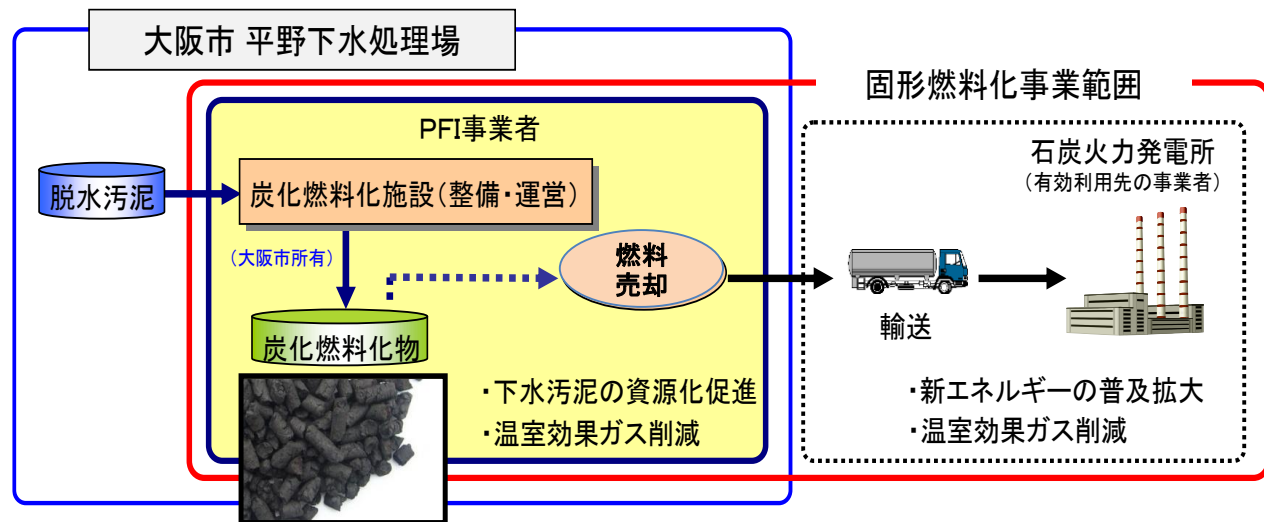 大阪市 平野下水処理場
固形燃料化事業範囲
PFI事業者
石炭火力発電所
（有効利用先の事業者）
脱水汚泥
炭化燃料化施設（整備・運営）
（大阪市所有）
燃料
売却
輸送
炭化燃料化物
・下水汚泥の資源化促進
・温室効果ガス削減
・新エネルギーの普及拡大
・温室効果ガス削減